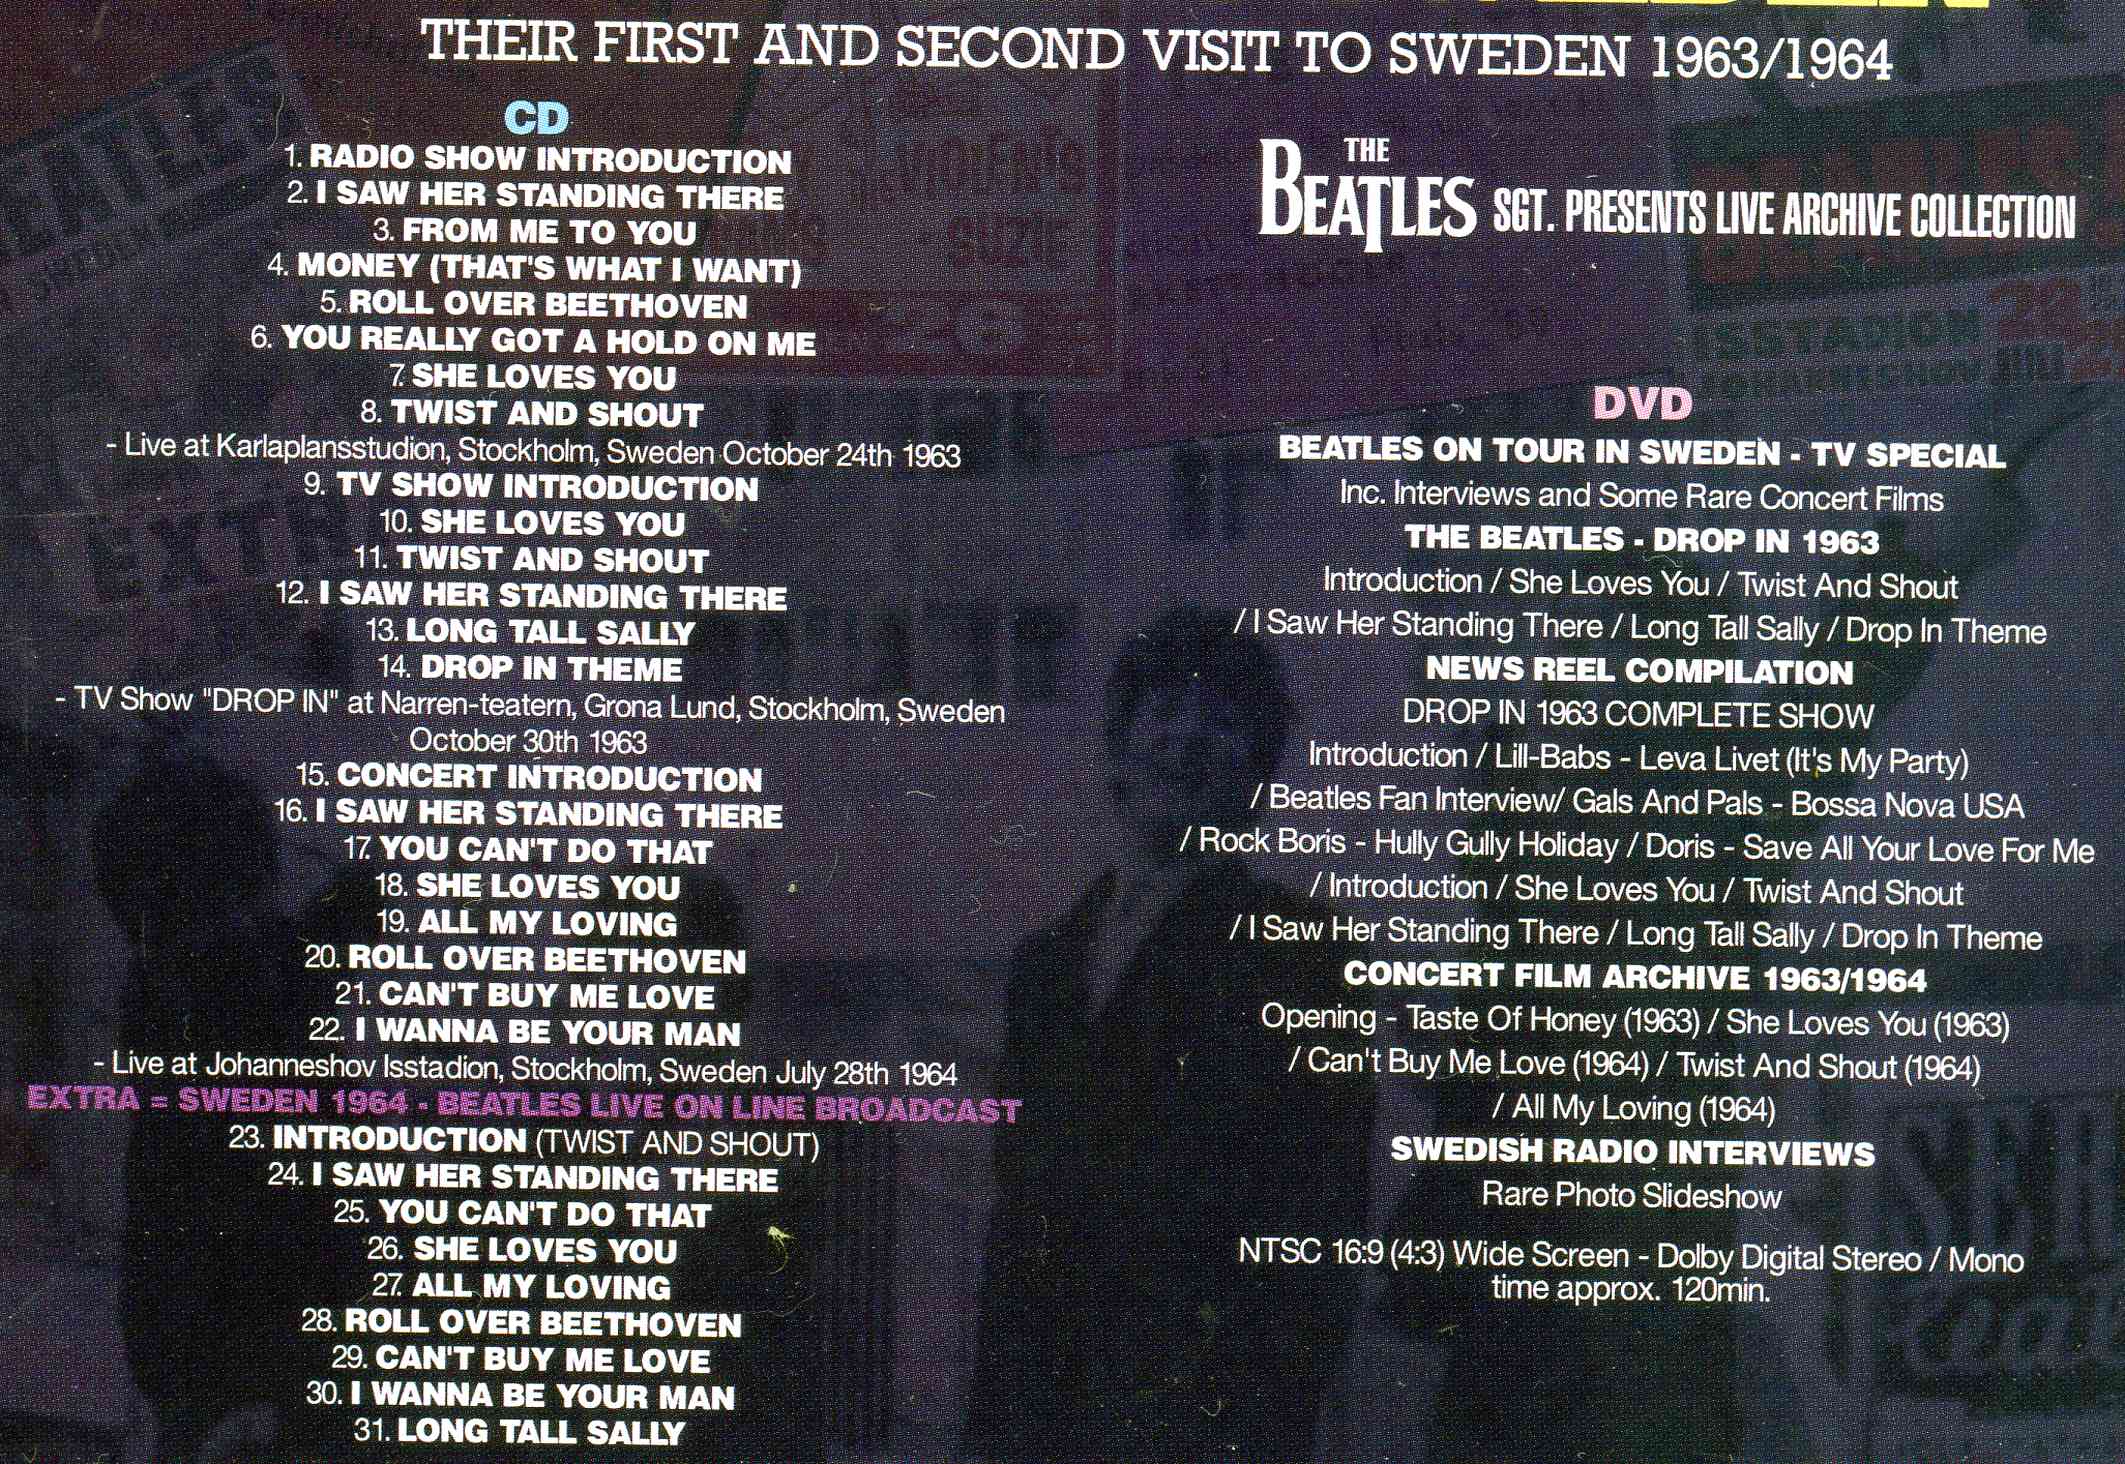 THEIR FIRST AND SECOND VISIT TO SWEDEN 1963/1964
CD
1. RADIO SHOW INTRODUCTION
2. I SAW HER STANDING THERE
3. FROM ME TO YOU
4. MONEY (THAT'S WHAT I WANT)
5. ROLL OVER BEETHOVEN
6. YOU REALLY GOT A HOLD ON ME
7. SHE LOVES YOU
8. TWIST AND SHOUT
- Live at Karlaplansstudion, Stockholm, Sweden October 24th 1963
9. TV SHOW INTRODUCTION
10. SHE LOVES YOU
11. TWIST AND SHOUT
12. I SAW HER STANDING THERE
13. LONG TALL SALLY
14. DROP IN THEME
- TV Show "DROP IN" at Narren-teatern, Grona Lund, Stockholm, Sweden
October 30th 1963
15. CONCERT INTRODUCTION
16. I SAW HER STANDING THERE
17. YOU CAN'T DO THAT
18. SHE LOVES YOU
19. ALL MY LOVING
20. ROLL OVER BEETHOVEN
21. CAN'T BUY ME LOVE
22. I WANNA BE YOUR MAN
- Live at Johanneshov Isstadion, Stockholm, Sweden July 28th 1964
EXTRA = SWEDEN 1964 - BEATLES LIVE ON LINE BROADCAST
23. INTRODUCTION (TWIST AND SHOUT)
24. I SAW HER STANDING THERE
25. YOU CAN'T DO THAT
26. SHE LOVES YOU
27. ALL MY LOVING
28. ROLL OVER BEETHOVEN
29. CAN'T BUY ME LOVE
30. I WANNA BE YOUR MAN
31. LONG TALL SALLY
THE BEATLES SGT. PRESENTS LIVE ARCHIVE COLLECTION
DVD
BEATLES ON TOUR IN SWEDEN - TV SPECIAL
Inc. Interviews and Some Rare Concert Films
THE BEATLES - DROP IN 1963
Introduction / She Loves You / Twist And Shout
/ I Saw Her Standing There / Long Tall Sally / Drop In Theme
NEWS REEL COMPILATION
DROP IN 1963 COMPLETE SHOW
Introduction / Lill-Babs - Leva Livet (It's My Party)
/ Beatles Fan Interview/ Gals And Pals - Bossa Nova USA
/ Rock Boris - Hully Gully Holiday / Doris - Save All Your Love For Me
/ Introduction / She Loves You / Twist And Shout
/ I Saw Her Standing There / Long Tall Sally / Drop In Theme
CONCERT FILM ARCHIVE 1963/1964
Opening - Taste Of Honey (1963) / She Loves You (1963)
/ Can't Buy Me Love (1964) / Twist And Shout (1964)
/ All My Loving (1964)
SWEDISH RADIO INTERVIEWS
Rare Photo Slideshow
NTSC 16:9 (4:3) Wide Screen - Dolby Digital Stereo / Mono
time approx. 120min.